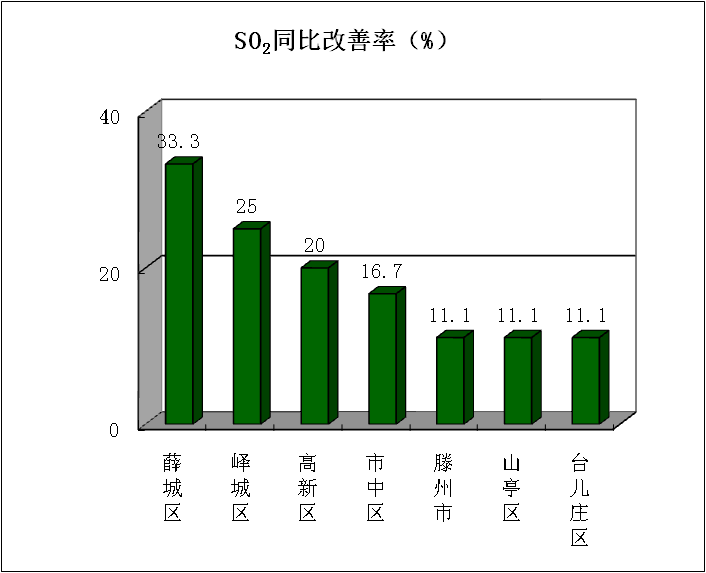 SO₂同比改善率（%）
40
20
0
33.3
25
20
16.7
11.1
11.1
11.1
薛城区
峄城区
高新区
市中区
滕州市
山亭区
台儿庄区